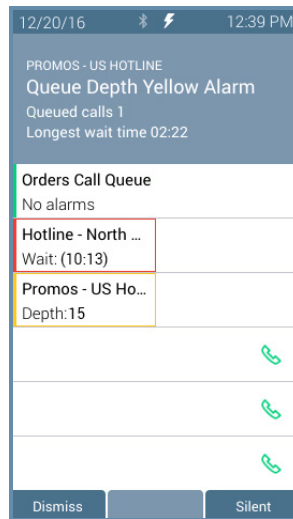 12/20/16 12:39 PM
PROMOS - US HOTLINE
Queue Depth Yellow Alarm
Queued calls 1
Longest wait time 02:22
Orders Call Queue
No alarms
Hotline - North ...
Wait: (10:13)
Promos - US Ho...
Depth:15
Dismiss Silent